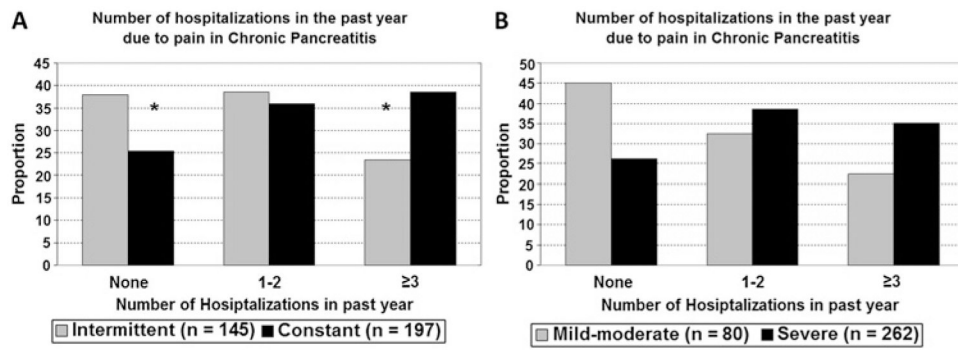 A
Number of hospitalizations in the past year
due to pain in Chronic Pancreatitis
Proportion
45
40
35
30
25
20
15
10
5
0
*
*
None
1-2
≥3
Number of Hosiptalizations in past year
Intermittent (n = 145) Constant (n = 197)
B
Number of hospitalizations in the past year
due to pain in Chronic Pancreatitis
Proportion
50
45
40
35
30
25
20
15
10
5
0
None
1-2
≥3
Number of Hospitalizations in past year
Mild-moderate (n = 80) Severe (n = 262)